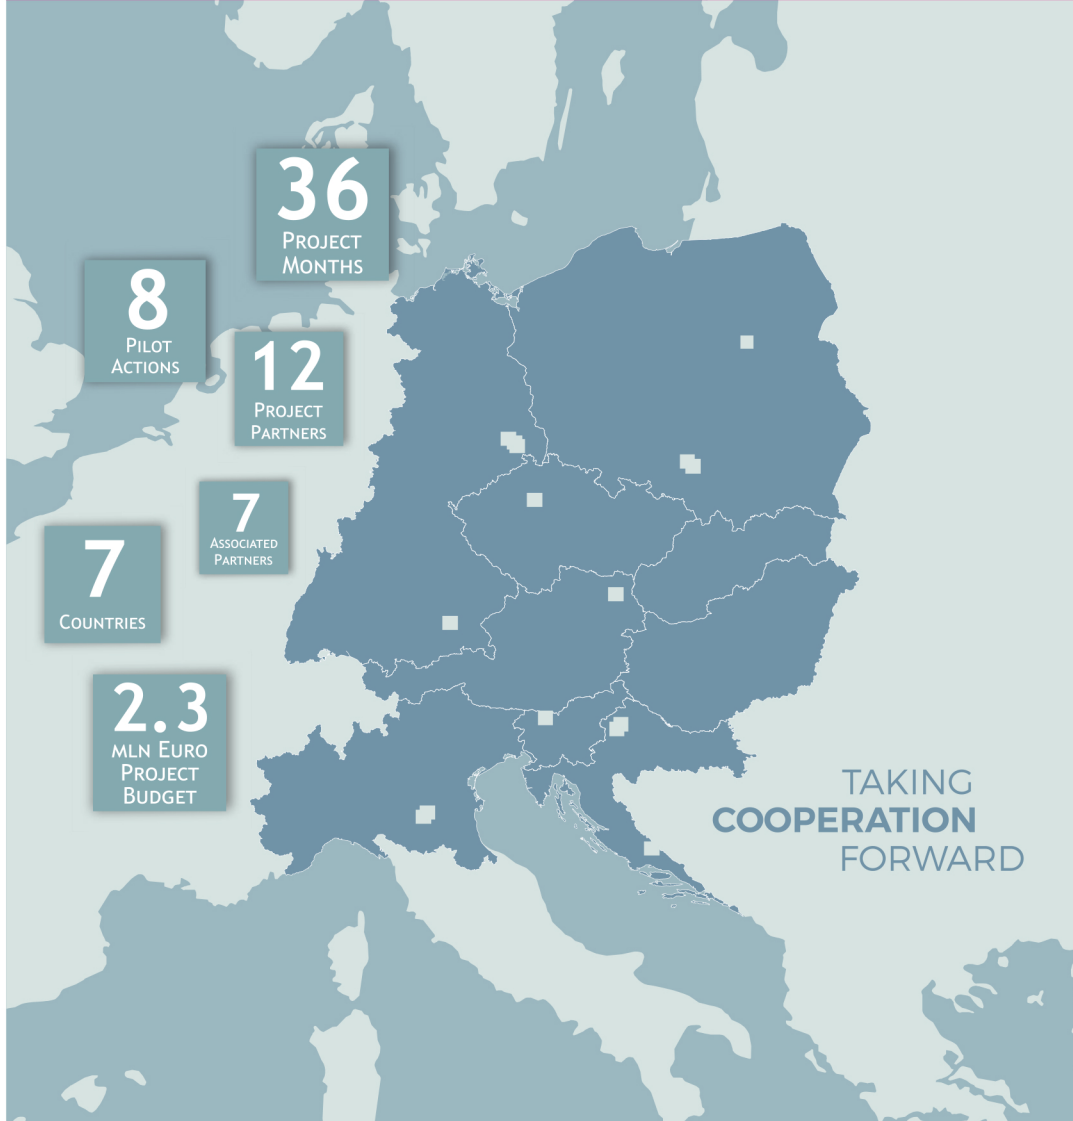 36
PROJECT
MONTHS
8
PILOT
ACTIONS
12
PROJECT
PARTNERS
7
ASSOCIATED
PARTNERS
7
COUNTRIES
2.3
MLN EURO
PROJECT
BUDGET
TAKING
COOPERATION
FORWARD